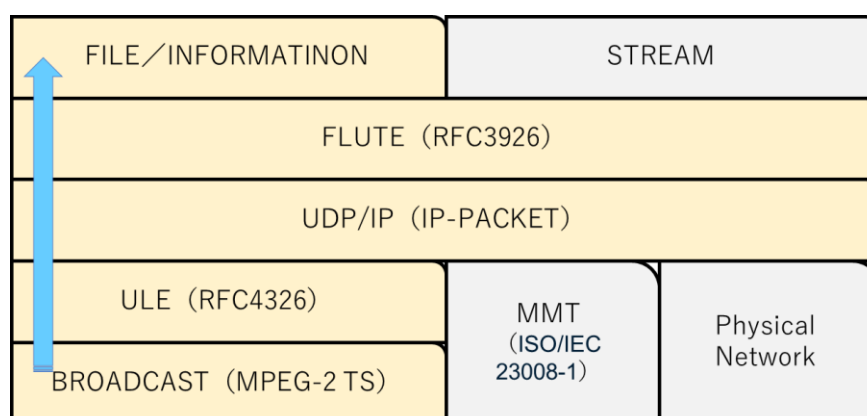 FILE／INFORMATINON
STREAM
FLUTE（RFC3926）
UDP/IP（IP-PACKET）
ULE（RFC4326）
MMT
（ISO/IEC
23008-1）
Physical
Network
BROADCAST（MPEG-2 TS）